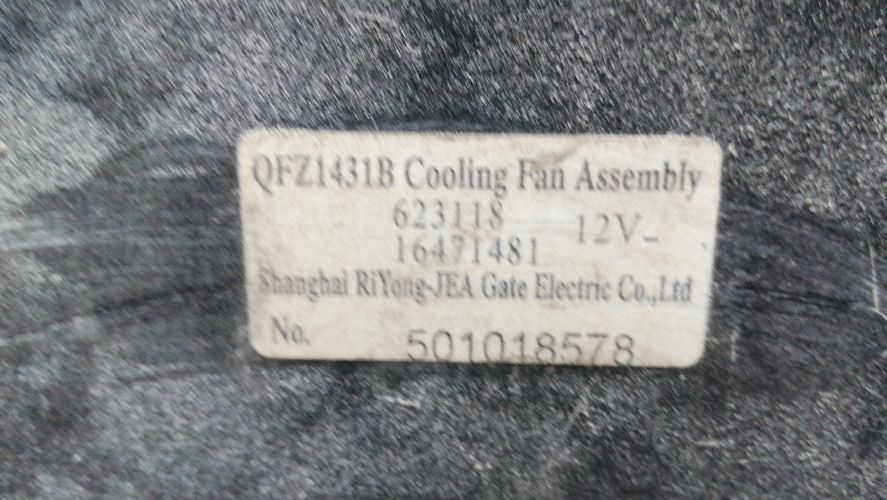 QFZ1431B Cooling Fan Assembly
623118 12V-
16471481
Shanghai RiYong-JEA Gate Electric Co.,Ltd
No. 501018578